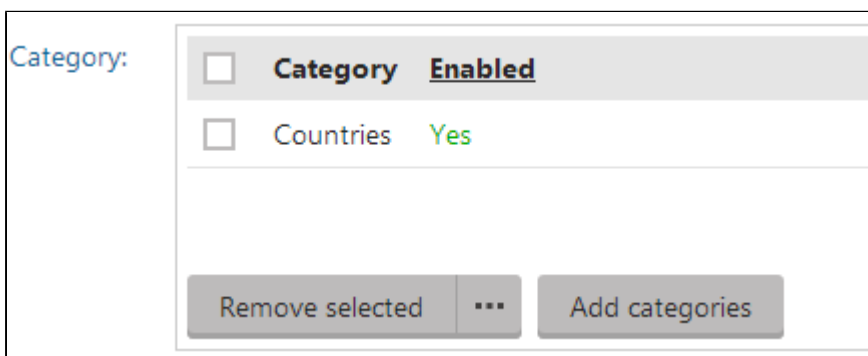 Category:
Category Enabled
Countries Yes
Remove selected ... Add categories